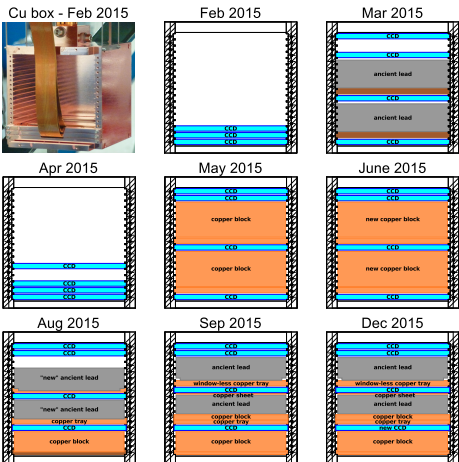 Cu box - Feb 2015
Feb 2015
CCD
CCD
CCD
Mar 2015
CCD
CCD
ancient lead
CCD
ancient lead
CCD
Apr 2015
CCD
CCD
CCD
CCD
May 2015
CCD
CCD
copper block
CCD
copper block
CCD
June 2015
CCD
CCD
new copper block
CCD
new copper block
CCD
Aug 2015
CCD
CCD
"new" ancient lead
CCD
"new" ancient lead
copper tray
CCD
copper block
Sep 2015
CCD
CCD
ancient lead
window-less copper tray
CCD
copper sheet
ancient lead
copper block
copper tray
CCD
copper block
Dec 2015
CCD
CCD
ancient lead
window-less copper tray
CCD
copper sheet
ancient lead
copper block
copper tray
new CCD
copper block